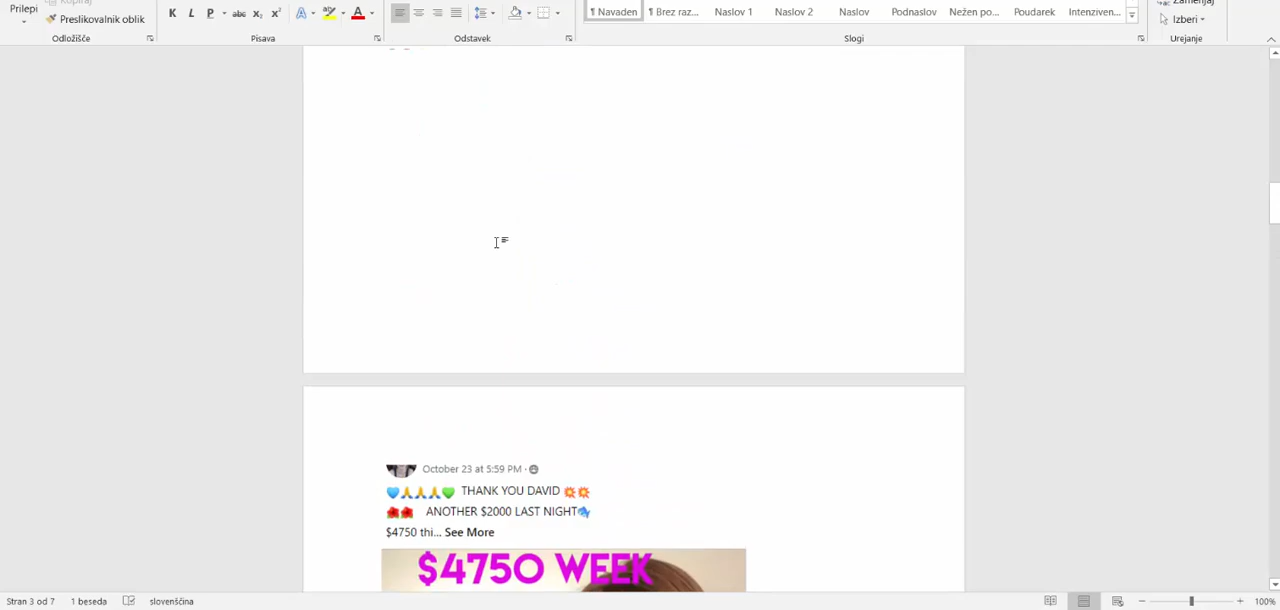 Prilepi
Kopiraj
Preslikovalnik oblik
K L P abc x₂ x² A A
Navaden
Brez raz...
Naslov 1
Naslov 2
Naslov
Podnaslov
Nežen po...
Poudarek
Intenziven...
Zamenjaj
Izberi
Odložišče
Pisava
Odstavek
Slogi
Urejanje
October 23 at 5:59 PM
THANK YOU DAVID
ANOTHER $2000 LAST NIGHT
$4750 thi... See More
$4750 WEEK
Stran 3 od 7
1 beseda
slovenščina
100%